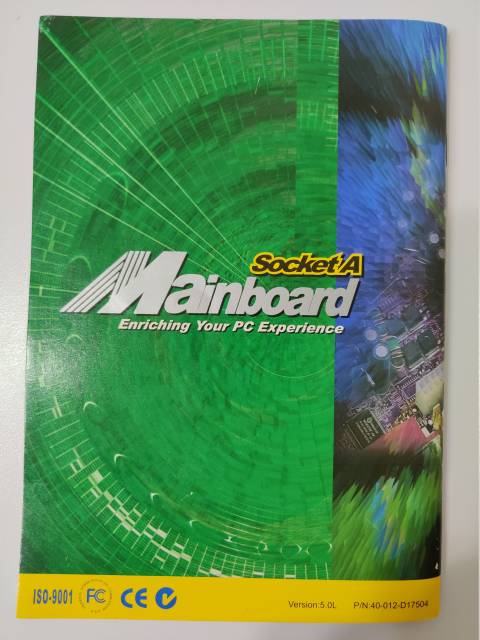 Socket A
Mainboard
Enriching Your PC Experience
ISO-9001 FC CE
Version:5.0L P/N:40-012-D17504